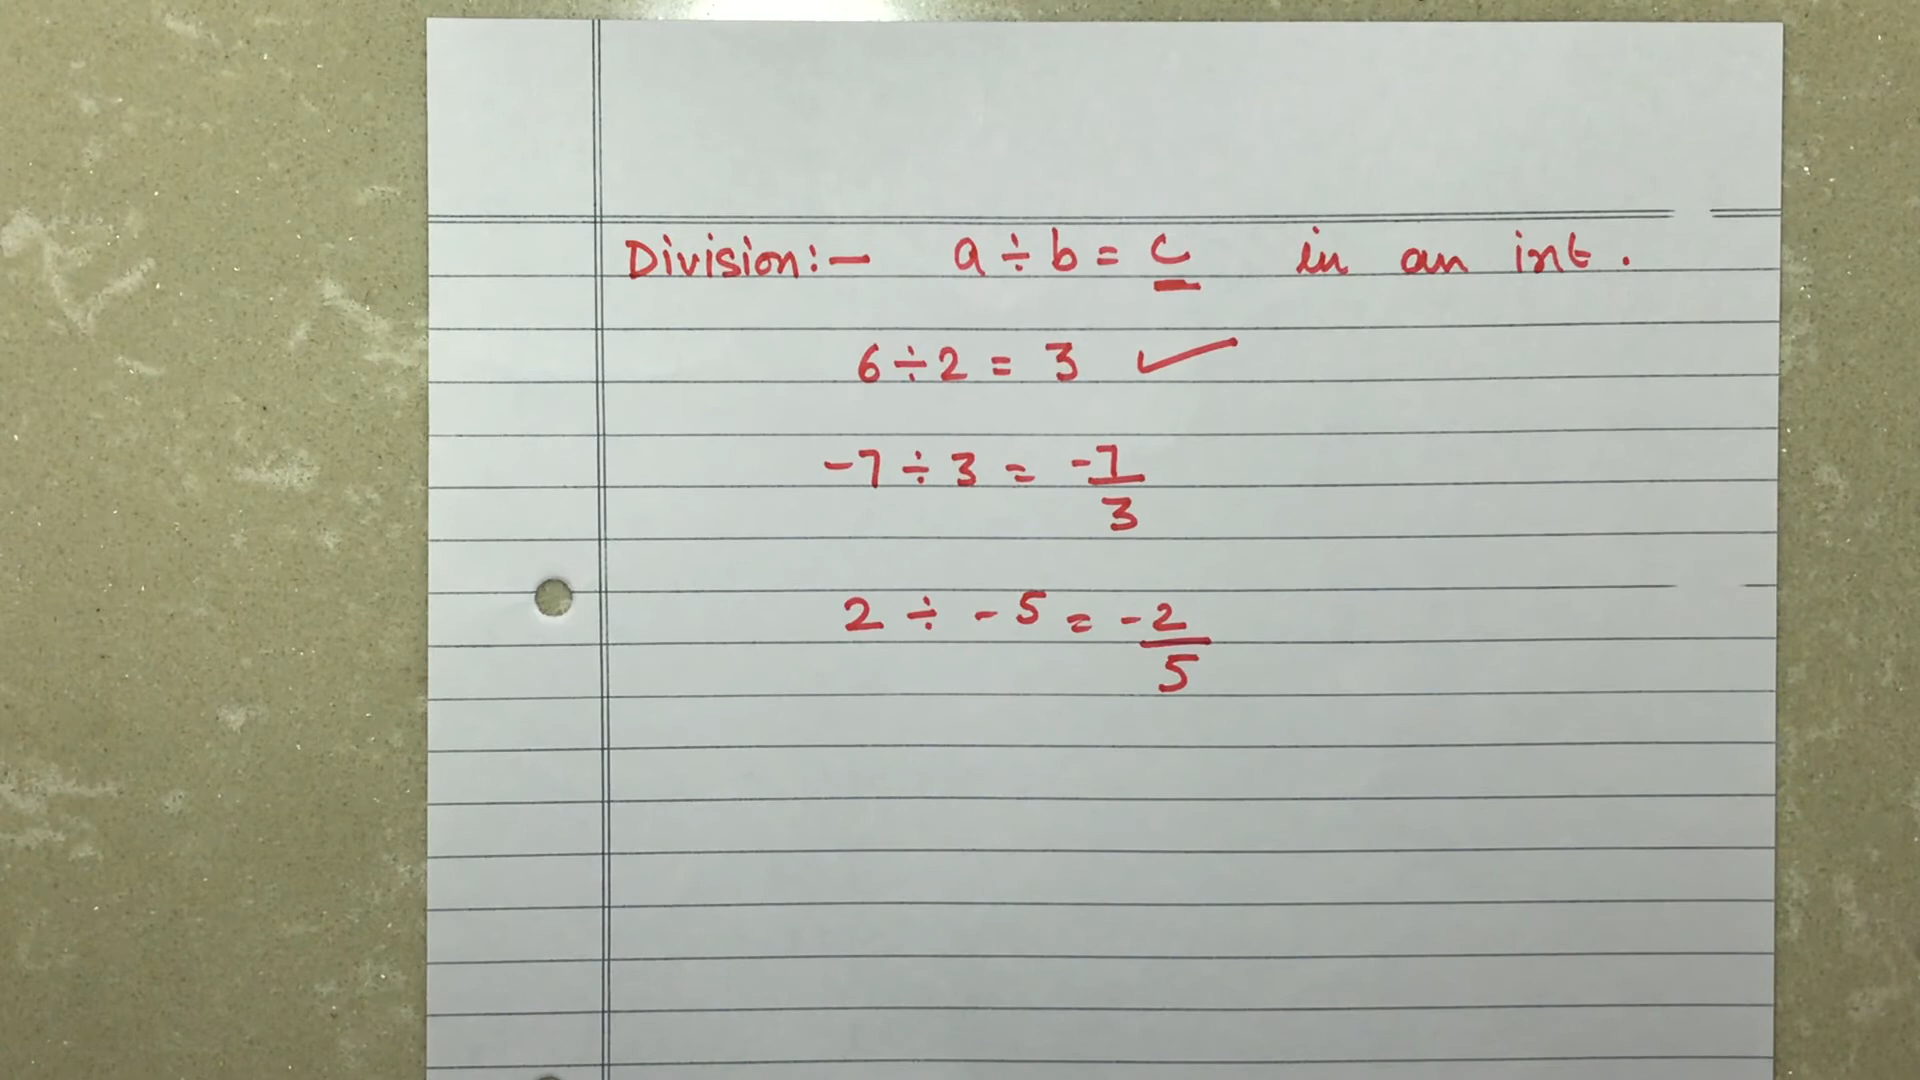 Division:- a ÷ b = c in an int.
6 ÷ 2 = 3 ✓
-7 ÷ 3 = -7/3
2 ÷ -5 = -2/5